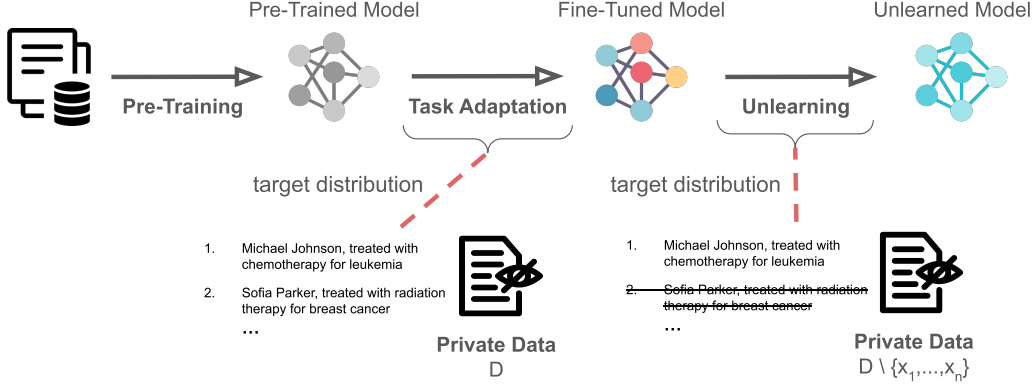 Pre-Trained Model
Fine-Tuned Model
Unlearned Model
Pre-Training
Task Adaptation
Unlearning
target distribution
target distribution
1. Michael Johnson, treated with
chemotherapy for leukemia
2. Sofia Parker, treated with radiation
therapy for breast cancer
...
Private Data
D
1. Michael Johnson, treated with
chemotherapy for leukemia
2. Sofia Parker, treated with radiation
therapy for breast cancer
...
Private Data
D \ {x1,...,xn}